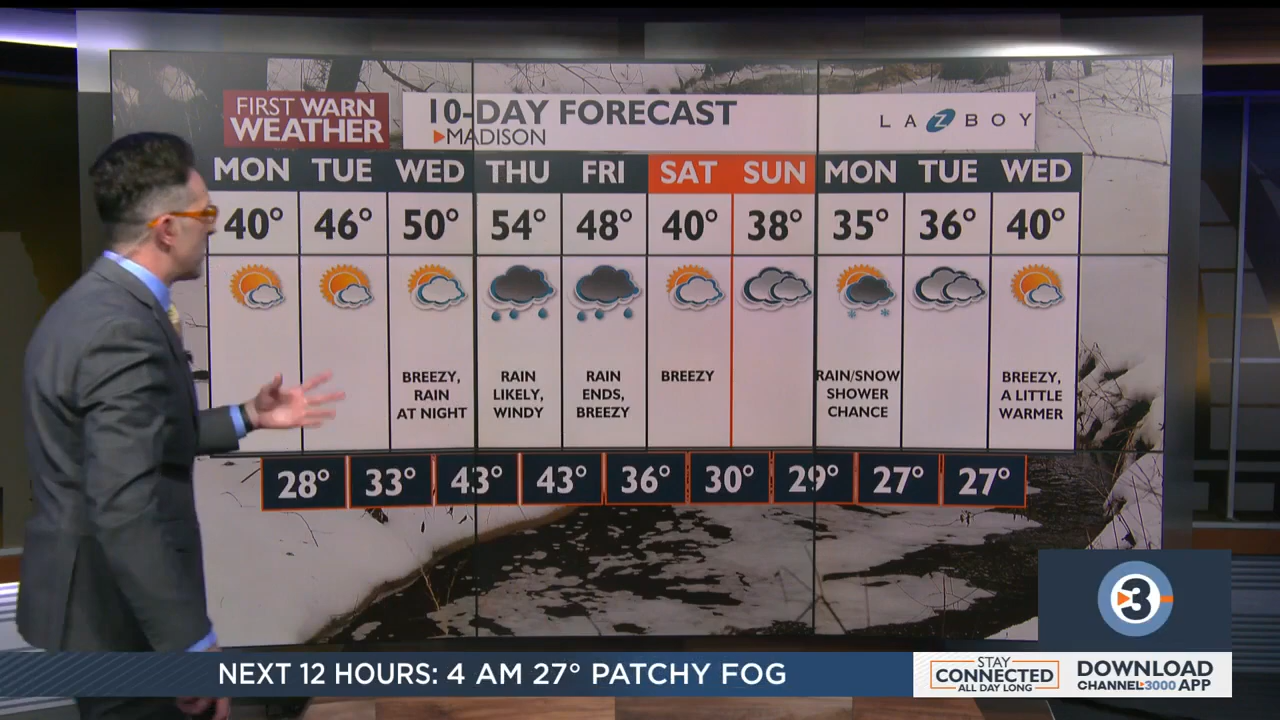 FIRST WARN
WEATHER
10-DAY FORECAST
MADISON
LA Z BOY
MON TUE WED THU FRI SAT SUN MON TUE WED
40° 46° 50° 54° 48° 40° 38° 35° 36° 40°
BREEZY,
RAIN
AT NIGHT
RAIN
LIKELY,
WINDY
RAIN
ENDS,
BREEZY
BREEZY
RAIN/SNOW
SHOWER
CHANCE
BREEZY,
A LITTLE
WARMER
28° 33° 43° 43° 36° 30° 29° 27° 27°
3
NEXT 12 HOURS: 4 AM 27° PATCHY FOG
STAY
CONNECTED
ALL DAY LONG
DOWNLOAD
CHANNEL3000 APP